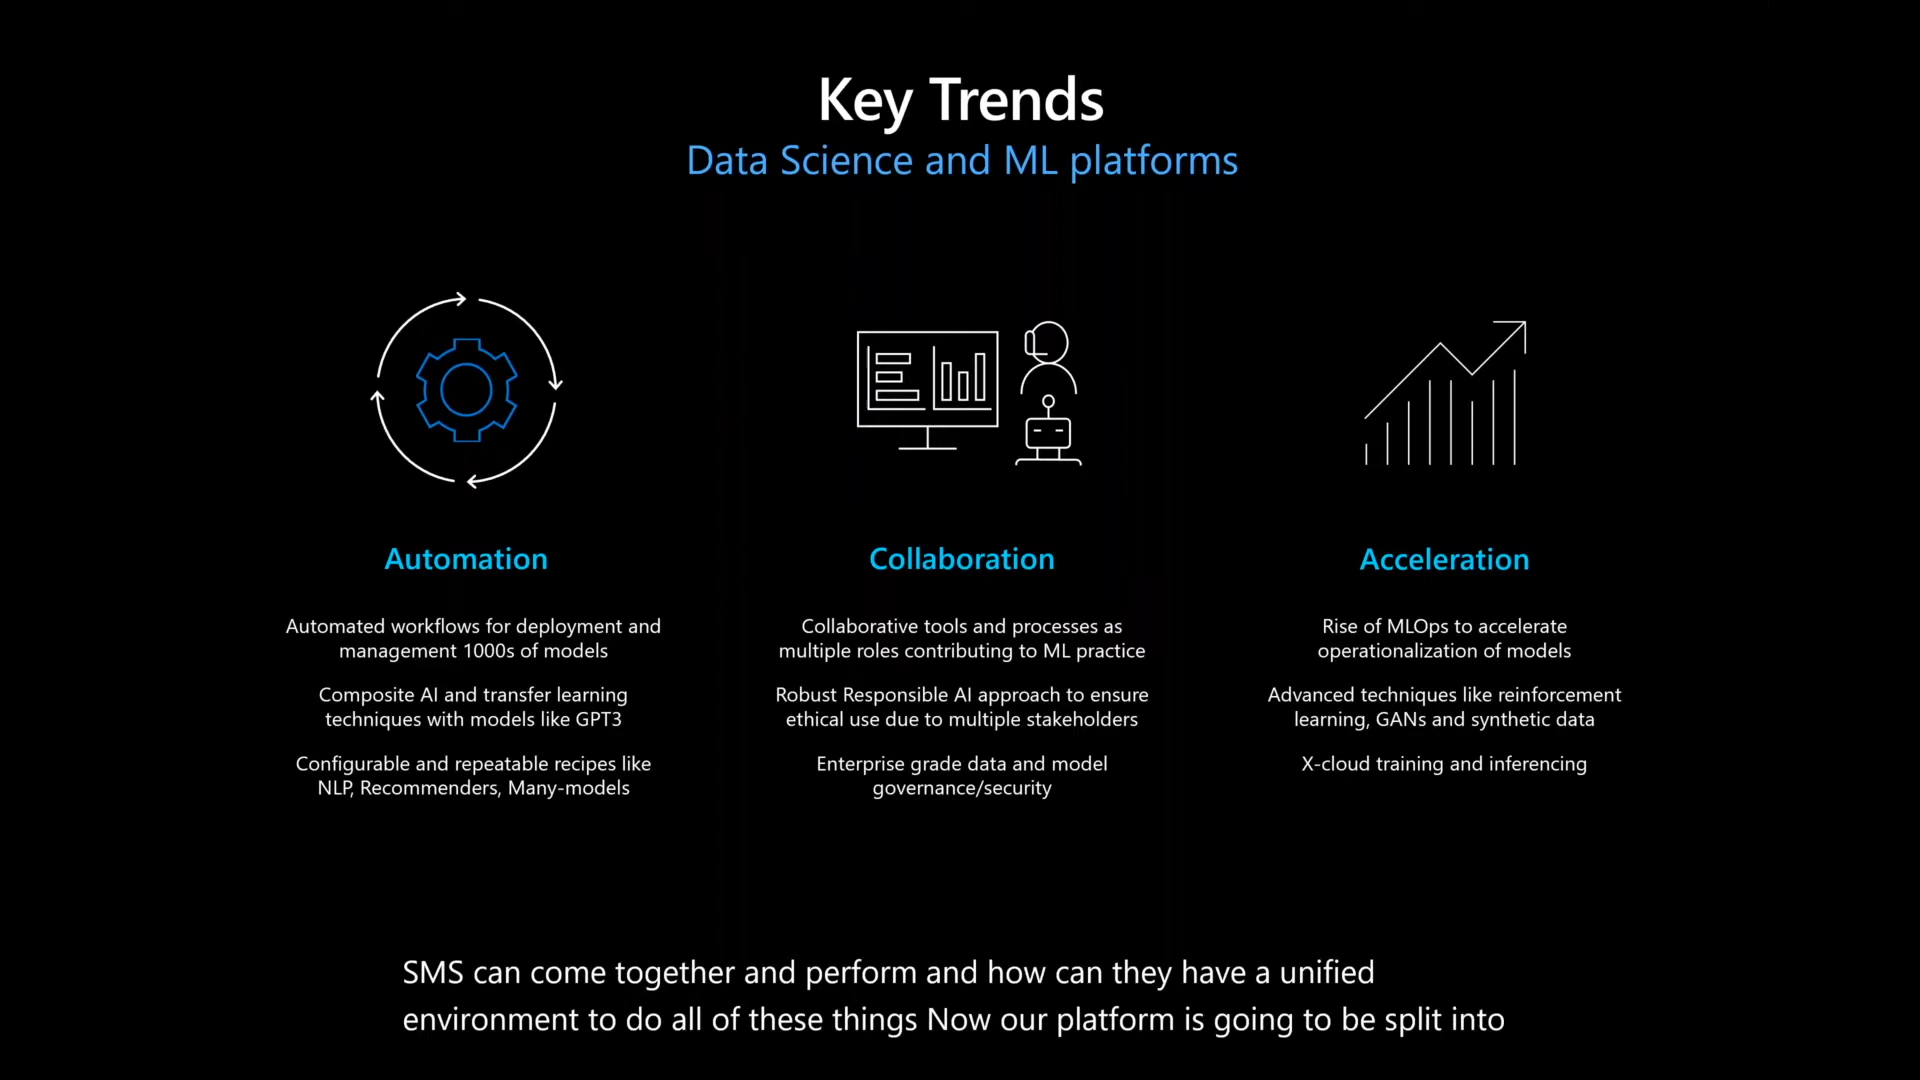 Key Trends
Data Science and ML platforms
Automation
Automated workflows for deployment and
management 1000s of models
Composite AI and transfer learning
techniques with models like GPT3
Configurable and repeatable recipes like
NLP, Recommenders, Many-models
Collaboration
Collaborative tools and processes as
multiple roles contributing to ML practice
Robust Responsible AI approach to ensure
ethical use due to multiple stakeholders
Enterprise grade data and model
governance/security
Acceleration
Rise of MLOps to accelerate
operationalization of models
Advanced techniques like reinforcement
learning, GANs and synthetic data
X-cloud training and inferencing
SMS can come together and perform and how can they have a unified
environment to do all of these things Now our platform is going to be split into